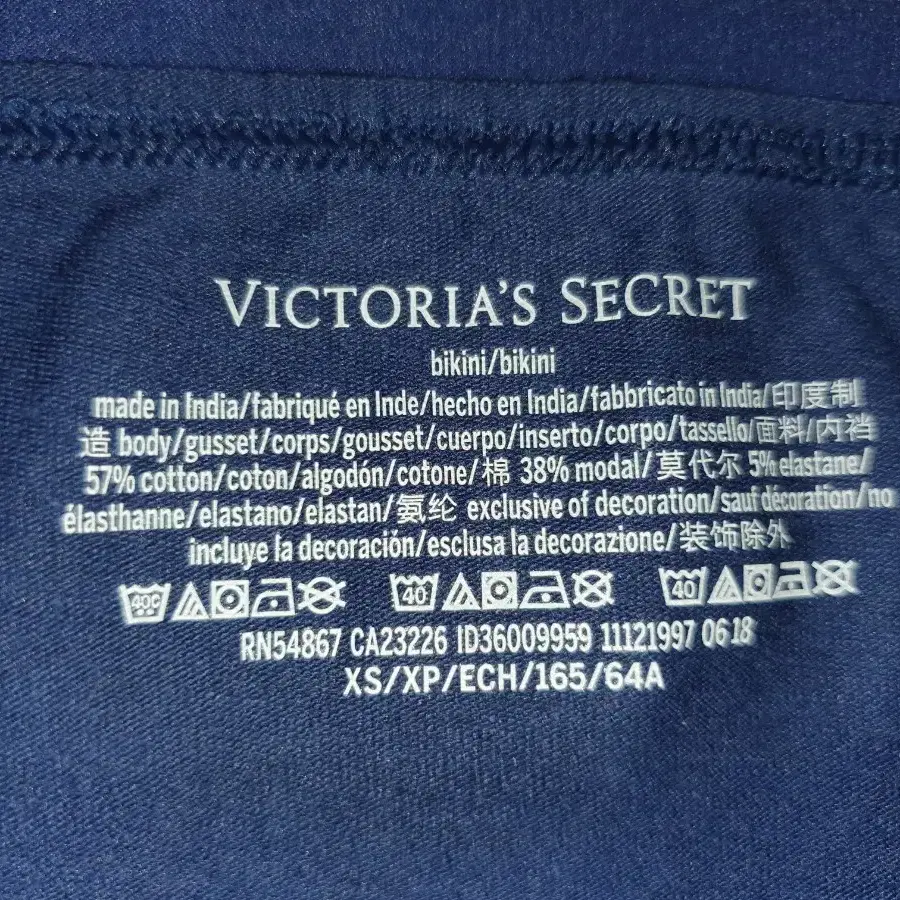 VICTORIA'S SECRET
bikini/bikini
made in India/fabriqué en Inde/hecho en India/fabbricato in India/印度制
造 body/gusset/corps/gousset/cuerpo/inserto/corpo/tassello/面料/内裆
57% cotton/coton/algodón/cotone/棉 38% modal/莫代尔 5% elastane/
élasthanne/elastano/elastan/氨纶 exclusive of decoration/sauf décoration/no
incluye la decoración/esclusa la decorazione/装饰除外
40C 40 40
RN54867 CA23226 ID36009959 11121997 06 18
XS/XP/ECH/165/64A